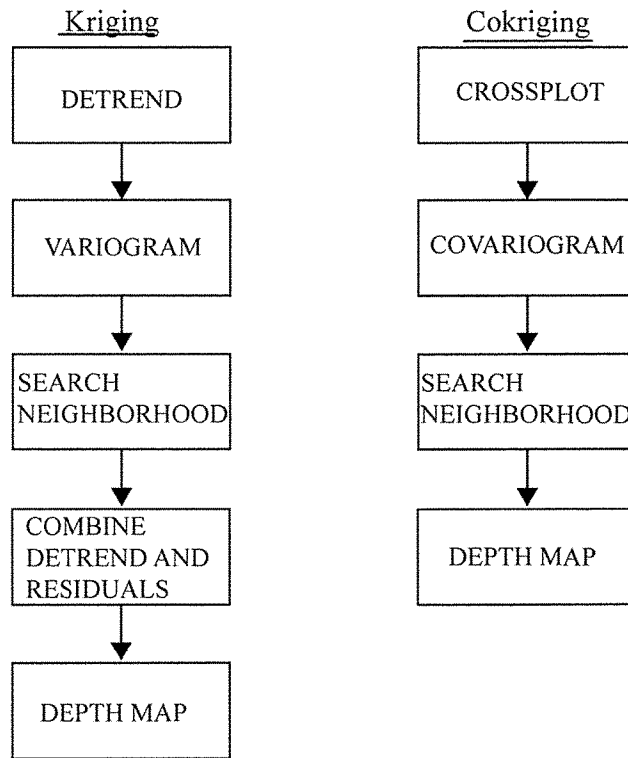 Kriging
DETREND
VARIOGRAM
SEARCH
NEIGHBORHOOD
COMBINE
DETREND AND
RESIDUALS
DEPTH MAP
Cokriging
CROSSPLOT
COVARIOGRAM
SEARCH
NEIGHBORHOOD
DEPTH MAP